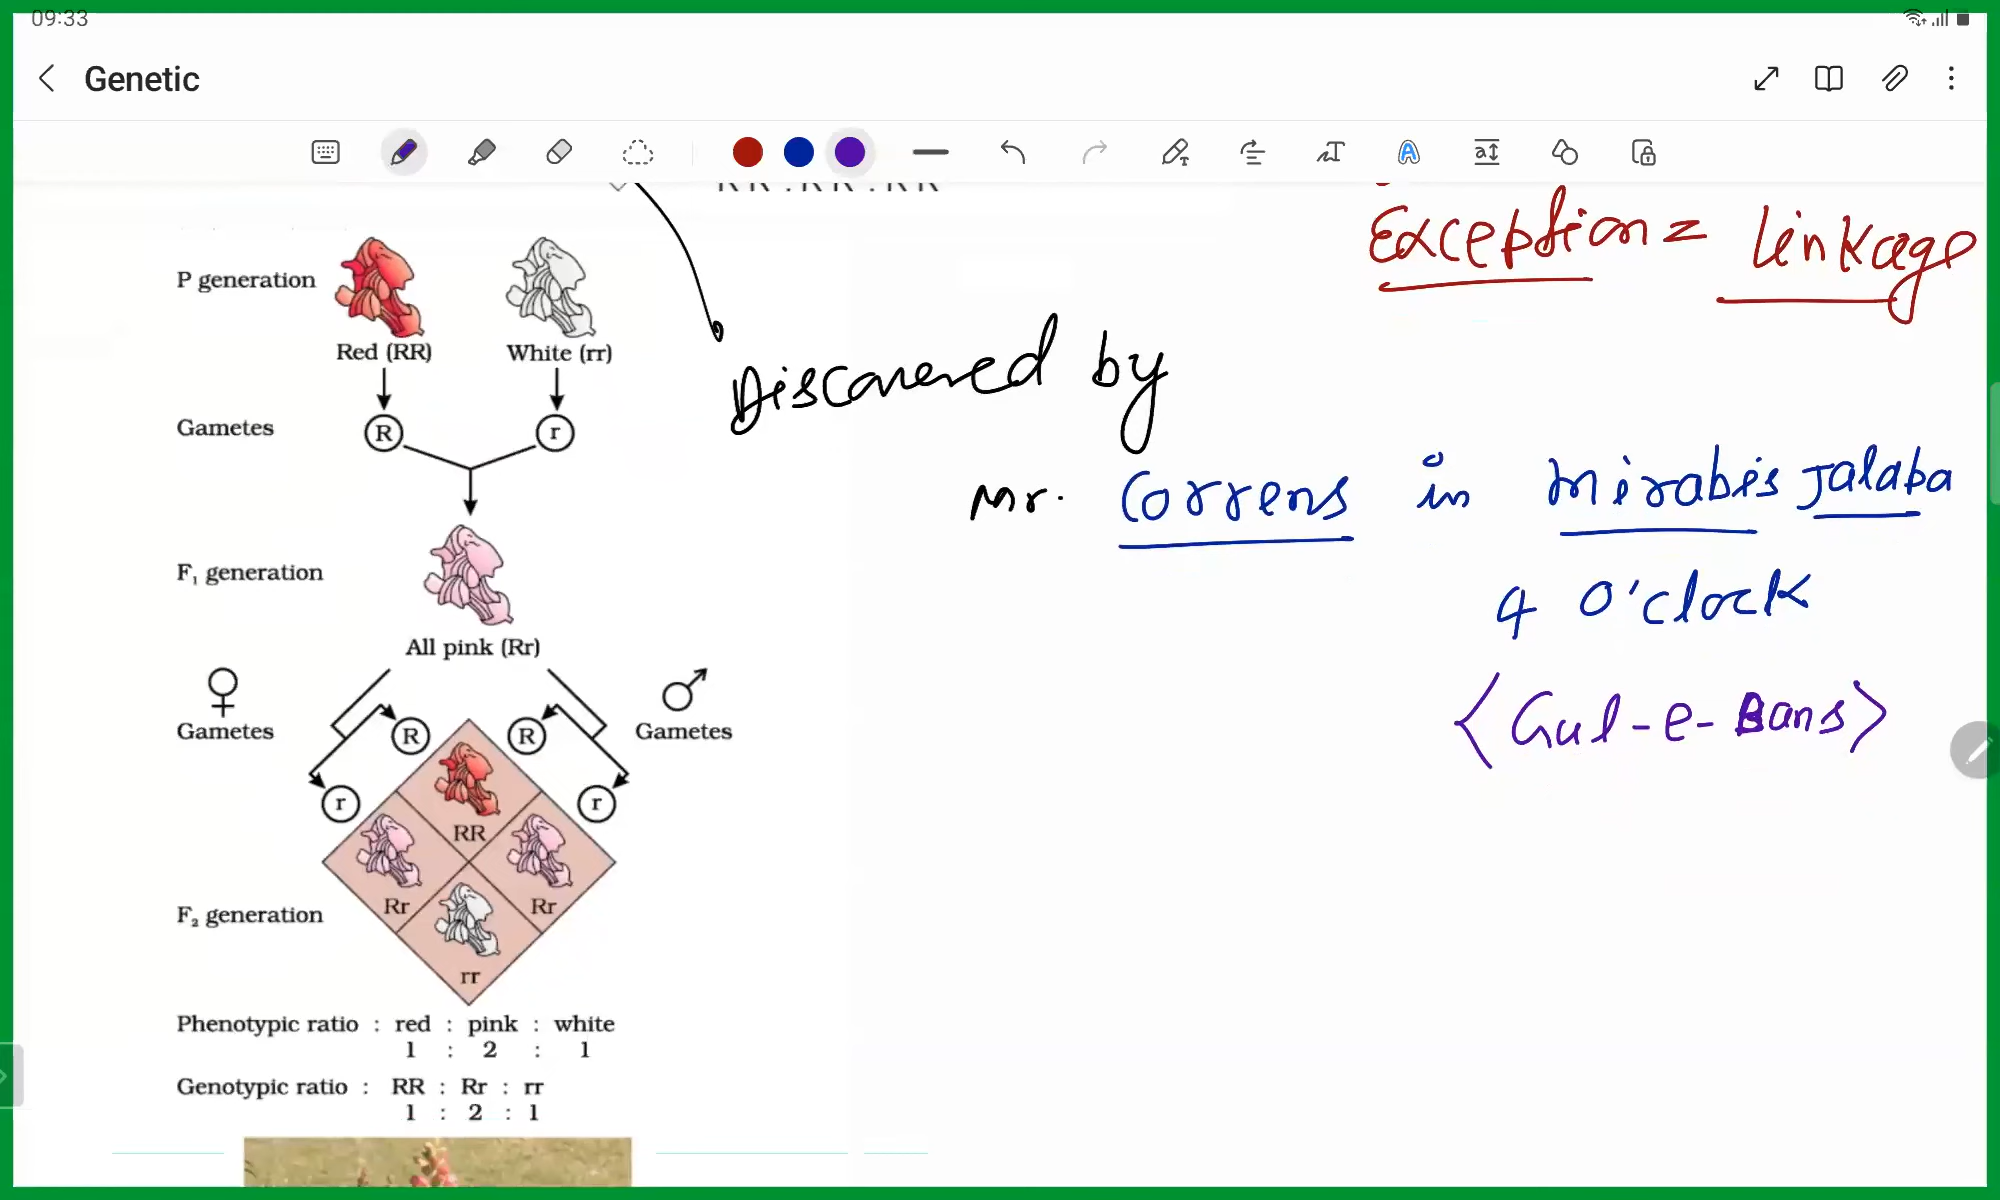 09:33
Genetic
P generation
Red (RR) White (rr)
Gametes R r
F₁ generation
All pink (Rr)
Gametes R R Gametes
r r
RR
Rr Rr
F₂ generation
rr
Phenotypic ratio : red : pink : white
1 : 2 : 1
Genotypic ratio : RR : Rr : rr
1 : 2 : 1
Exception = Linkage
Discovered by
Mr. Correns in Mirabis Jalaba
4 O'clock
<Gul-e-Bans>